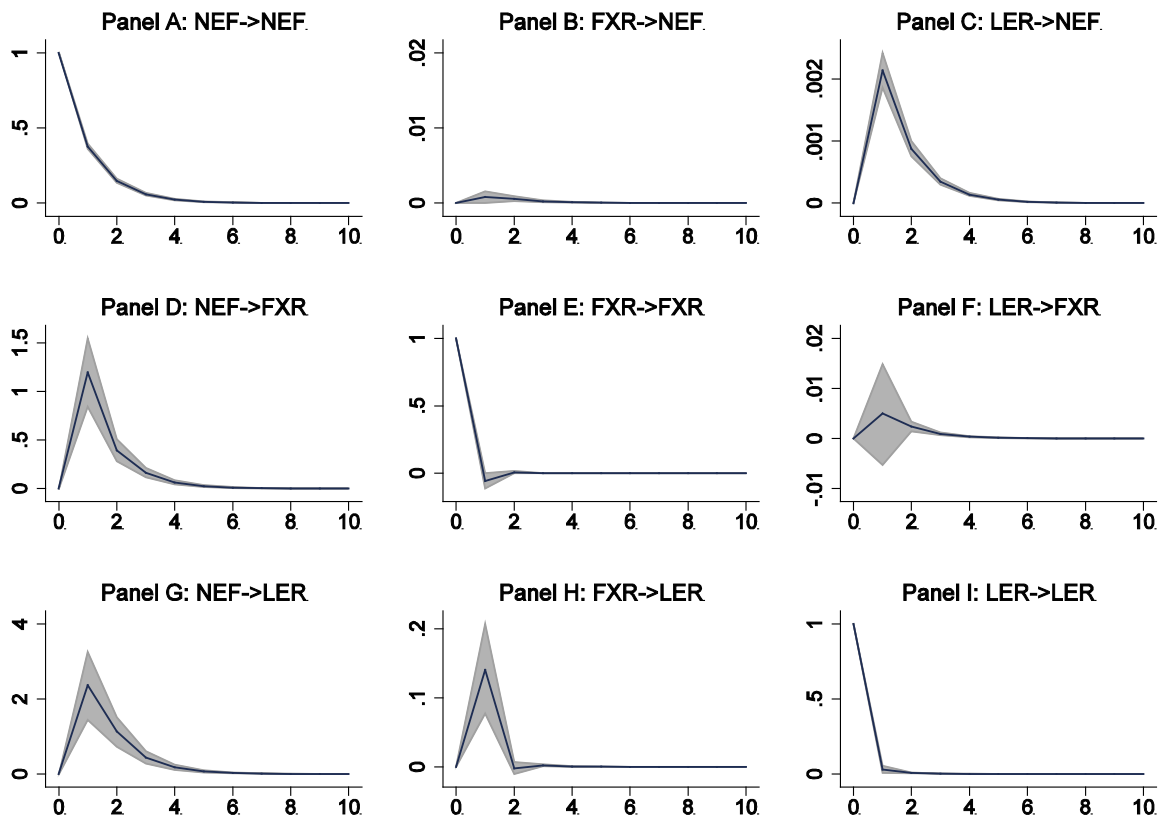 Panel A: NEF->NEF.
1
.5
0
0. 2. 4. 6. 8. 10.
Panel B: FXR->NEF.
.02
.01
0
0. 2. 4. 6. 8. 10.
Panel C: LER->NEF.
.002
.001
0
0. 2. 4. 6. 8. 10.
Panel D: NEF->FXR.
1.5
1
.5
0
0. 2. 4. 6. 8. 10.
Panel E: FXR->FXR.
1
.5
0
0. 2. 4. 6. 8. 10.
Panel F: LER->FXR.
.02
.01
0
-.01
0. 2. 4. 6. 8. 10.
Panel G: NEF->LER.
4
2
0
0. 2. 4. 6. 8. 10.
Panel H: FXR->LER.
.2
.1
0
0. 2. 4. 6. 8. 10.
Panel I: LER->LER.
1
.5
0
0. 2. 4. 6. 8. 10.